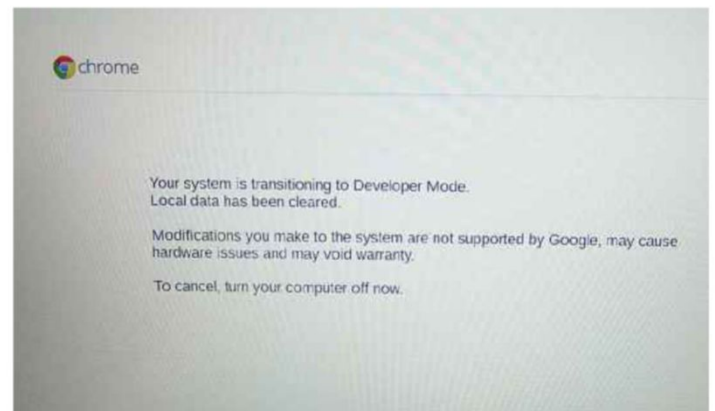 chrome
Your system is transitioning to Developer Mode.
Local data has been cleared.
Modifications you make to the system are not supported by Google, may cause
hardware issues and may void warranty.
To cancel, turn your computer off now.